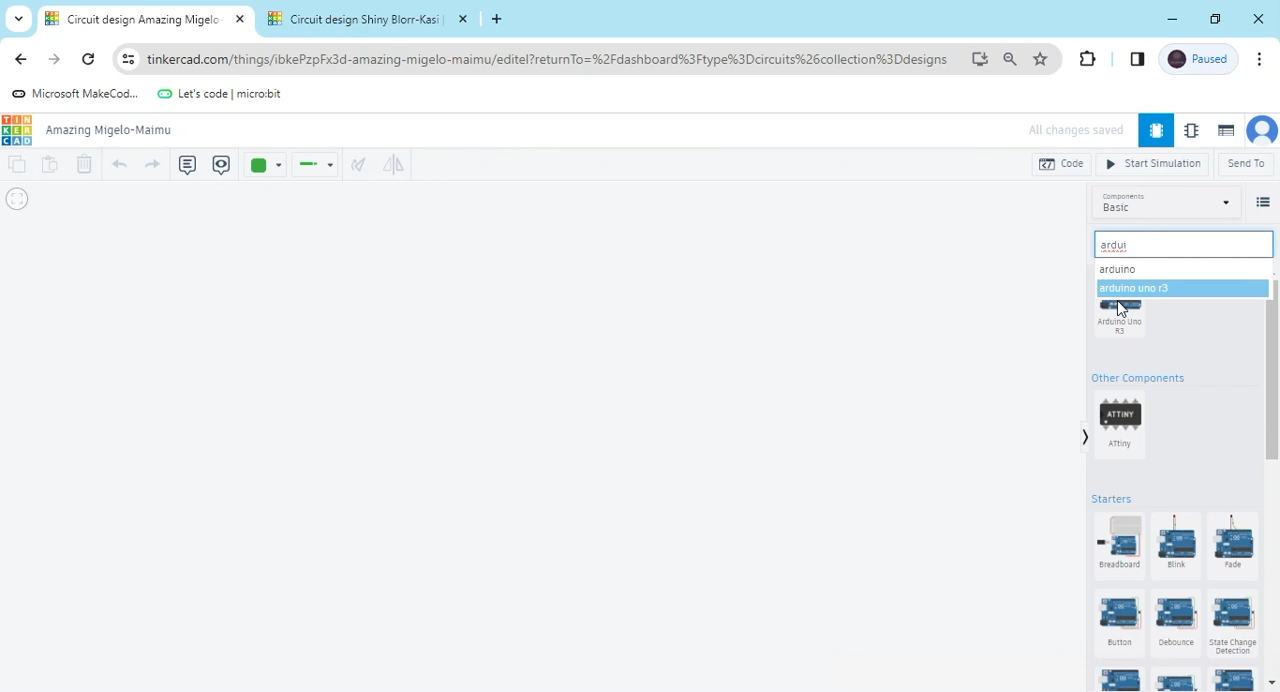 Circuit design Amazing Migelo-
Circuit design Shiny Blorr-Kasi
tinkercad.com/things/ibkePzpFx3d-amazing-migelo-maimu/editel?returnTo=%2Fdashboard%3Ftype%3Dcircuits%26collection%3Ddesigns
Paused
Microsoft MakeCod...
Let's code | micro:bit
TIN
KER
CAD
Amazing Migelo-Maimu
All changes saved
Code
Start Simulation
Send To
Components
Basic
ardui
arduino
arduino uno r3
Arduino Uno
R3
Other Components
ATTINY
ATtiny
Starters
Breadboard
Blink
Fade
Button
Debounce
State Change
Detection